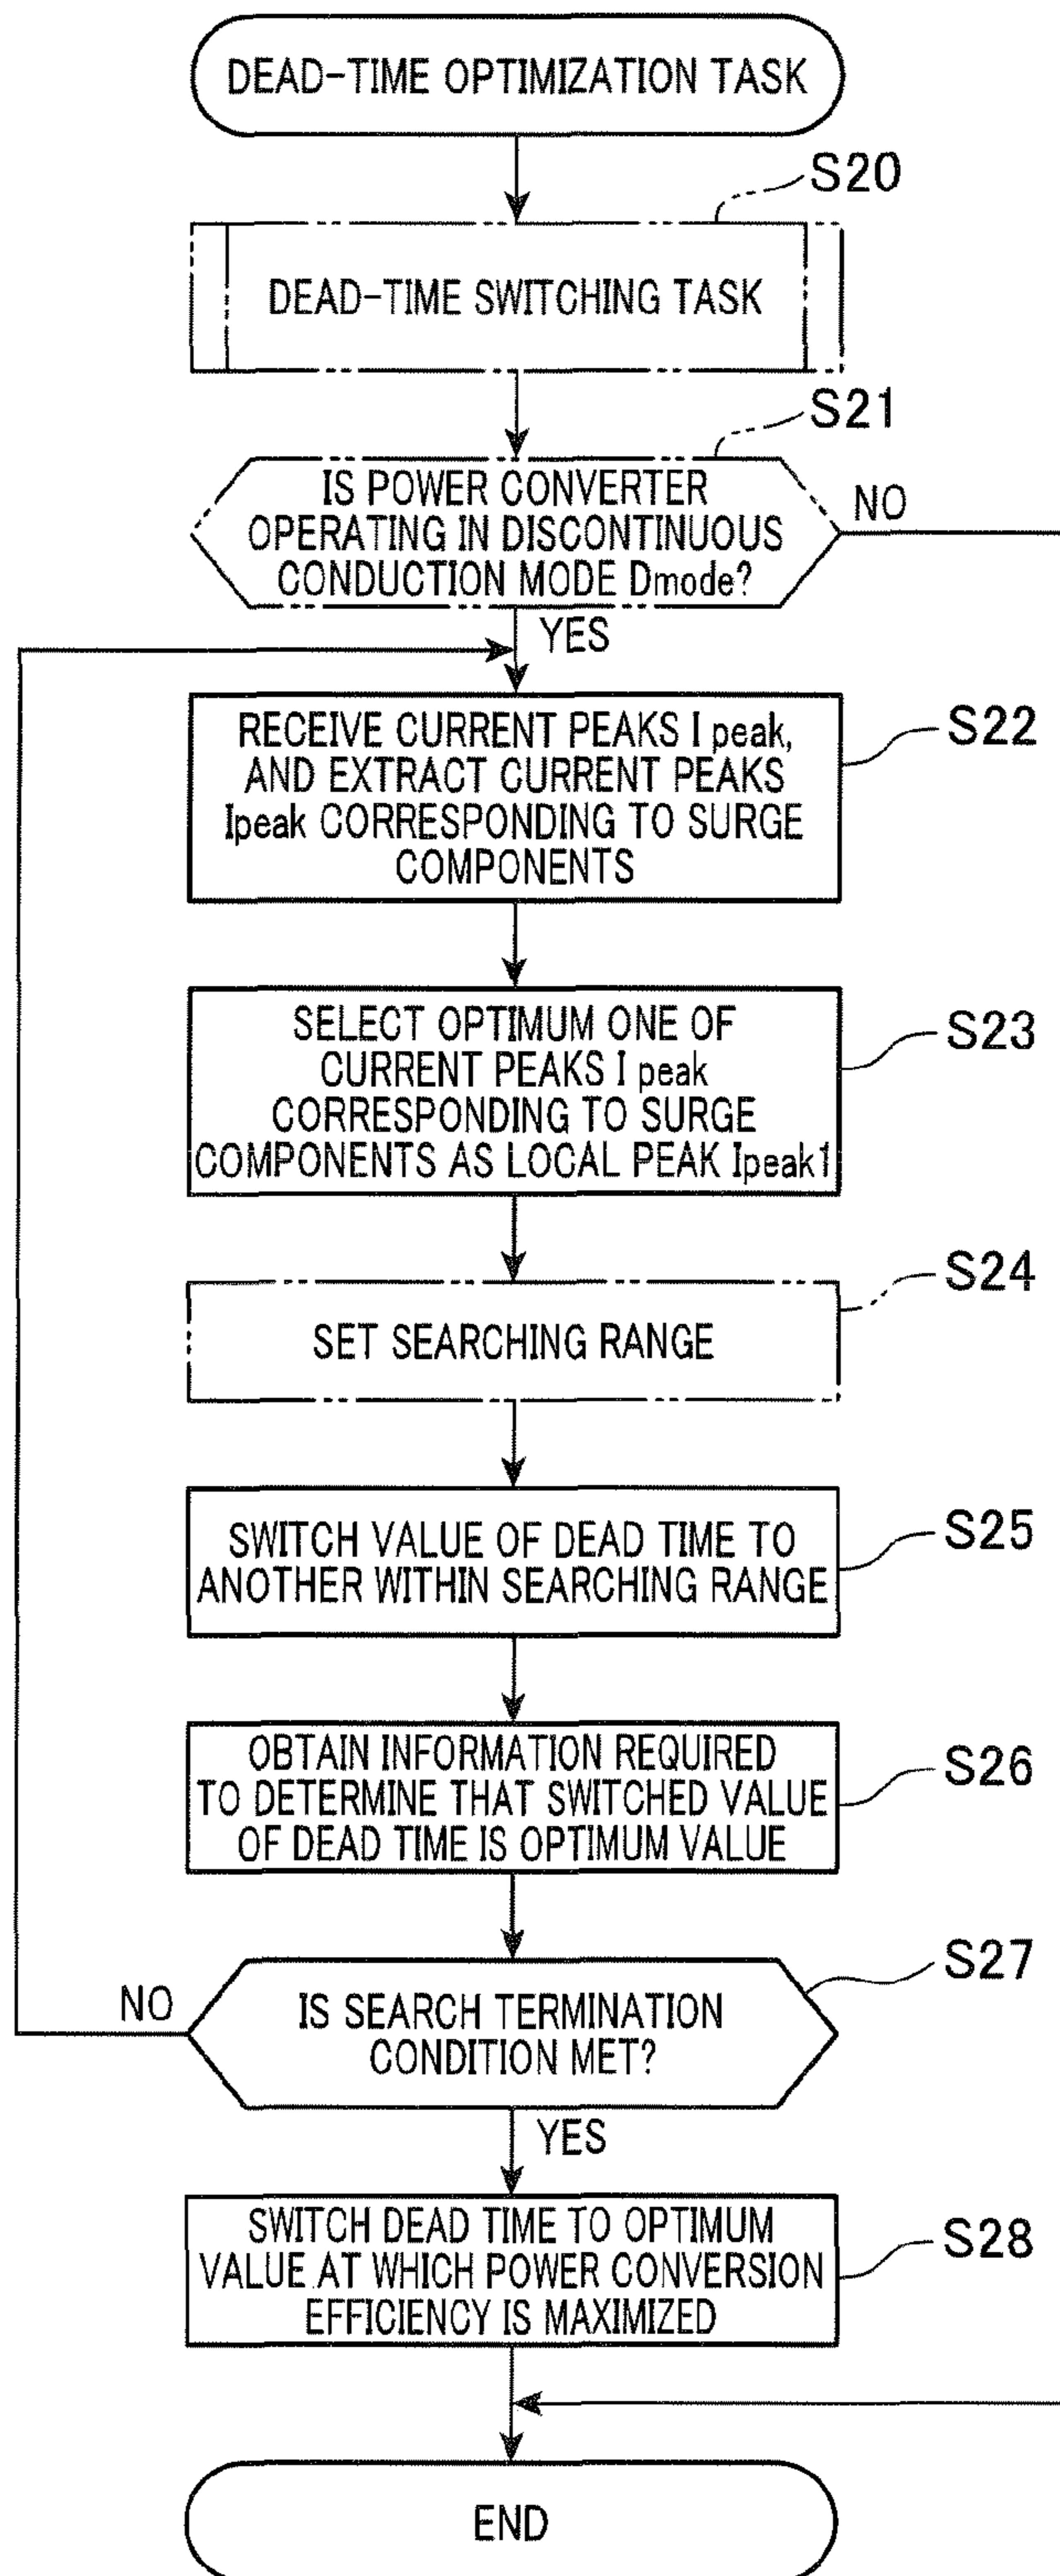 DEAD-TIME OPTIMIZATION TASK
S20
DEAD-TIME SWITCHING TASK
S21
IS POWER CONVERTER
OPERATING IN DISCONTINUOUS
CONDUCTION MODE Dmode?
NO
YES
S22
RECEIVE CURRENT PEAKS I peak,
AND EXTRACT CURRENT PEAKS
Ipeak CORRESPONDING TO SURGE
COMPONENTS
S23
SELECT OPTIMUM ONE OF
CURRENT PEAKS I peak
CORRESPONDING TO SURGE
COMPONENTS AS LOCAL PEAK Ipeak1
S24
SET SEARCHING RANGE
S25
SWITCH VALUE OF DEAD TIME TO
ANOTHER WITHIN SEARCHING RANGE
S26
OBTAIN INFORMATION REQUIRED
TO DETERMINE THAT SWITCHED VALUE
OF DEAD TIME IS OPTIMUM VALUE
S27
NO
IS SEARCH TERMINATION
CONDITION MET?
YES
S28
SWITCH DEAD TIME TO OPTIMUM
VALUE AT WHICH POWER CONVERSION
EFFICIENCY IS MAXIMIZED
END